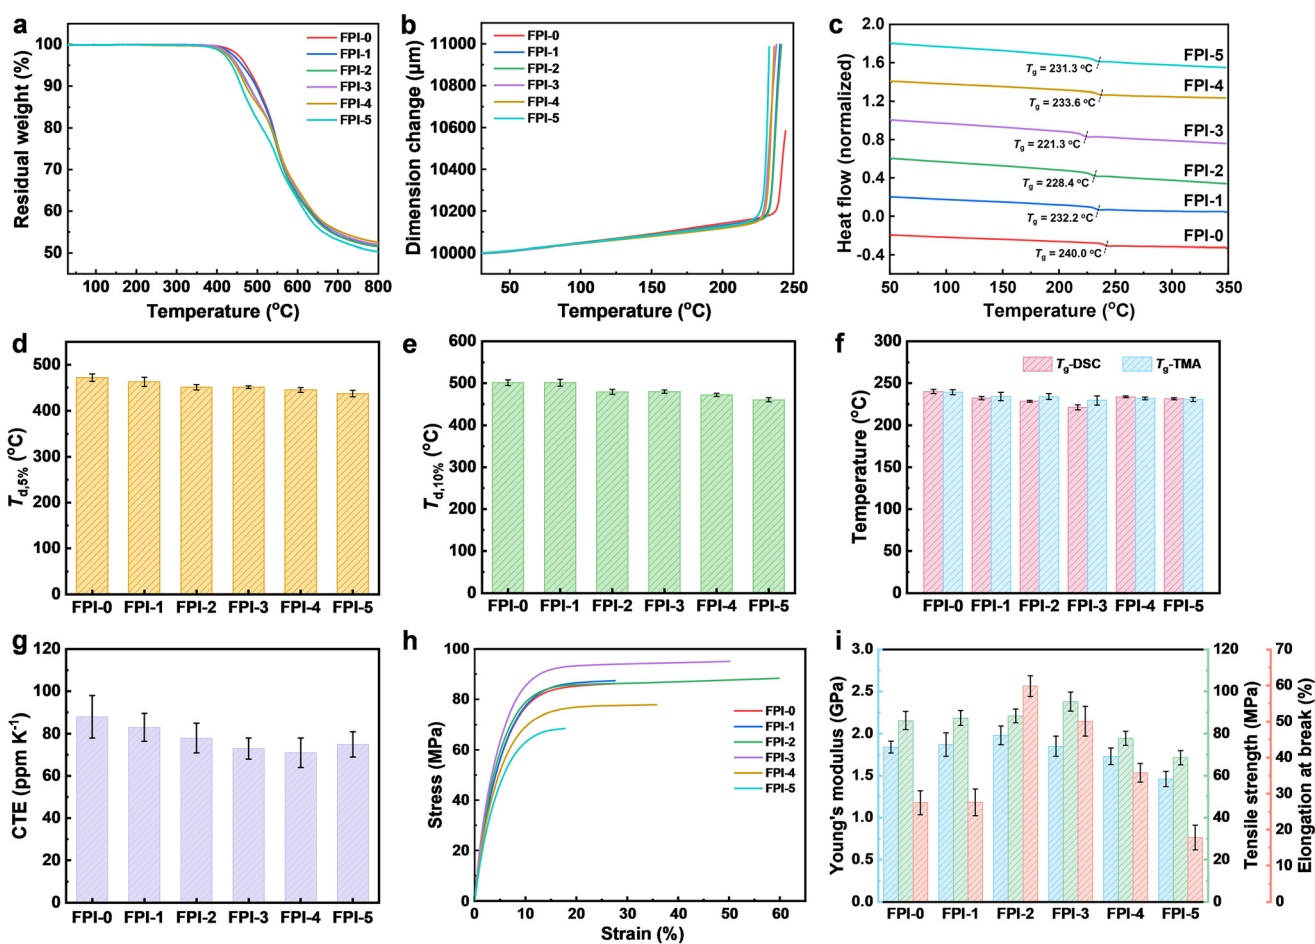 a
Residual weight (%)
100
90
80
70
60
50
100 200 300 400 500 600 700 800
Temperature (°C)
FPI-0
FPI-1
FPI-2
FPI-3
FPI-4
FPI-5
b
Dimension change (μm)
11000
10800
10600
10400
10200
10000
50 100 150 200 250
Temperature (°C)
FPI-0
FPI-1
FPI-2
FPI-3
FPI-4
FPI-5
c
Heat flow (normalized)
2.0
1.6
1.2
0.8
0.4
0.0
-0.4
50 100 150 200 250 300 350
Temperature (°C)
FPI-5
Tg = 231.3 °C
FPI-4
Tg = 233.6 °C
FPI-3
Tg = 221.3 °C
FPI-2
Tg = 228.4 °C
FPI-1
Tg = 232.2 °C
FPI-0
Tg = 240.0 °C
d
Td,5% (°C)
500
400
300
200
100
0
FPI-0 FPI-1 FPI-2 FPI-3 FPI-4 FPI-5
e
Td,10% (°C)
600
500
400
300
200
100
0
FPI-0 FPI-1 FPI-2 FPI-3 FPI-4 FPI-5
f
Temperature (°C)
300
250
200
150
100
50
0
Tg-DSC Tg-TMA
FPI-0 FPI-1 FPI-2 FPI-3 FPI-4 FPI-5
g
CTE (ppm K-1)
120
100
80
60
40
20
0
FPI-0 FPI-1 FPI-2 FPI-3 FPI-4 FPI-5
h
Stress (MPa)
100
80
60
40
20
0
0 10 20 30 40 50 60
Strain (%)
FPI-0
FPI-1
FPI-2
FPI-3
FPI-4
FPI-5
i
Young's modulus (GPa)
3.0
2.5
2.0
1.5
1.0
0.5
0.0
FPI-0 FPI-1 FPI-2 FPI-3 FPI-4 FPI-5
120
100
80
60
40
20
0
Tensile strength (MPa)
70
60
50
40
30
20
10
0
Elongation at break (%)